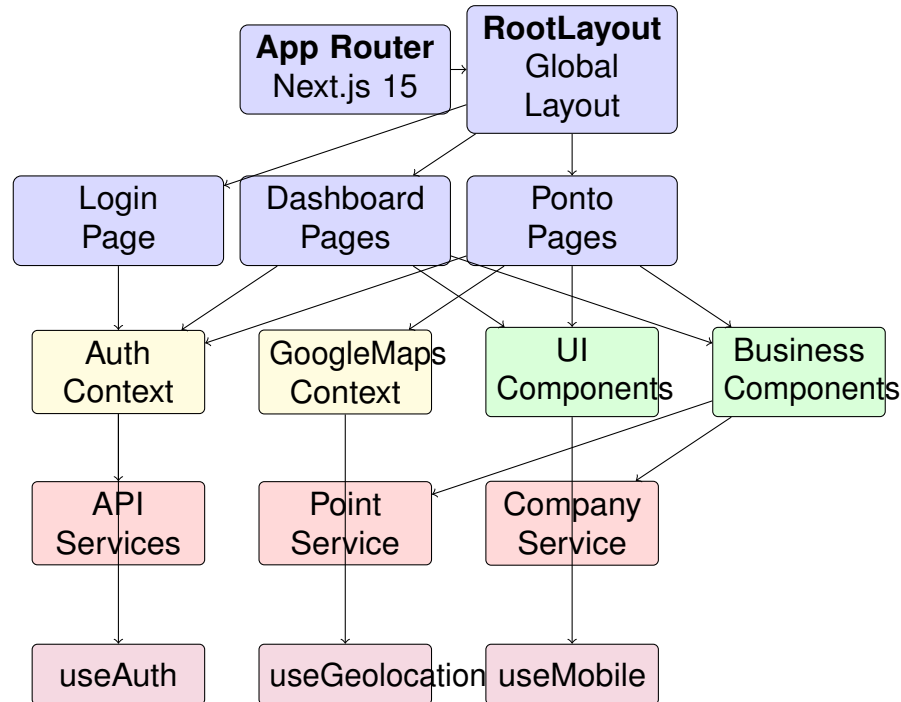 App Router
Next.js 15
RootLayout
Global
Layout
Login
Page
Dashboard
Pages
Ponto
Pages
Auth
Context
GoogleMaps
Context
UI
Components
Business
Components
API
Services
Point
Service
Company
Service
useAuth
useGeolocation
useMobile